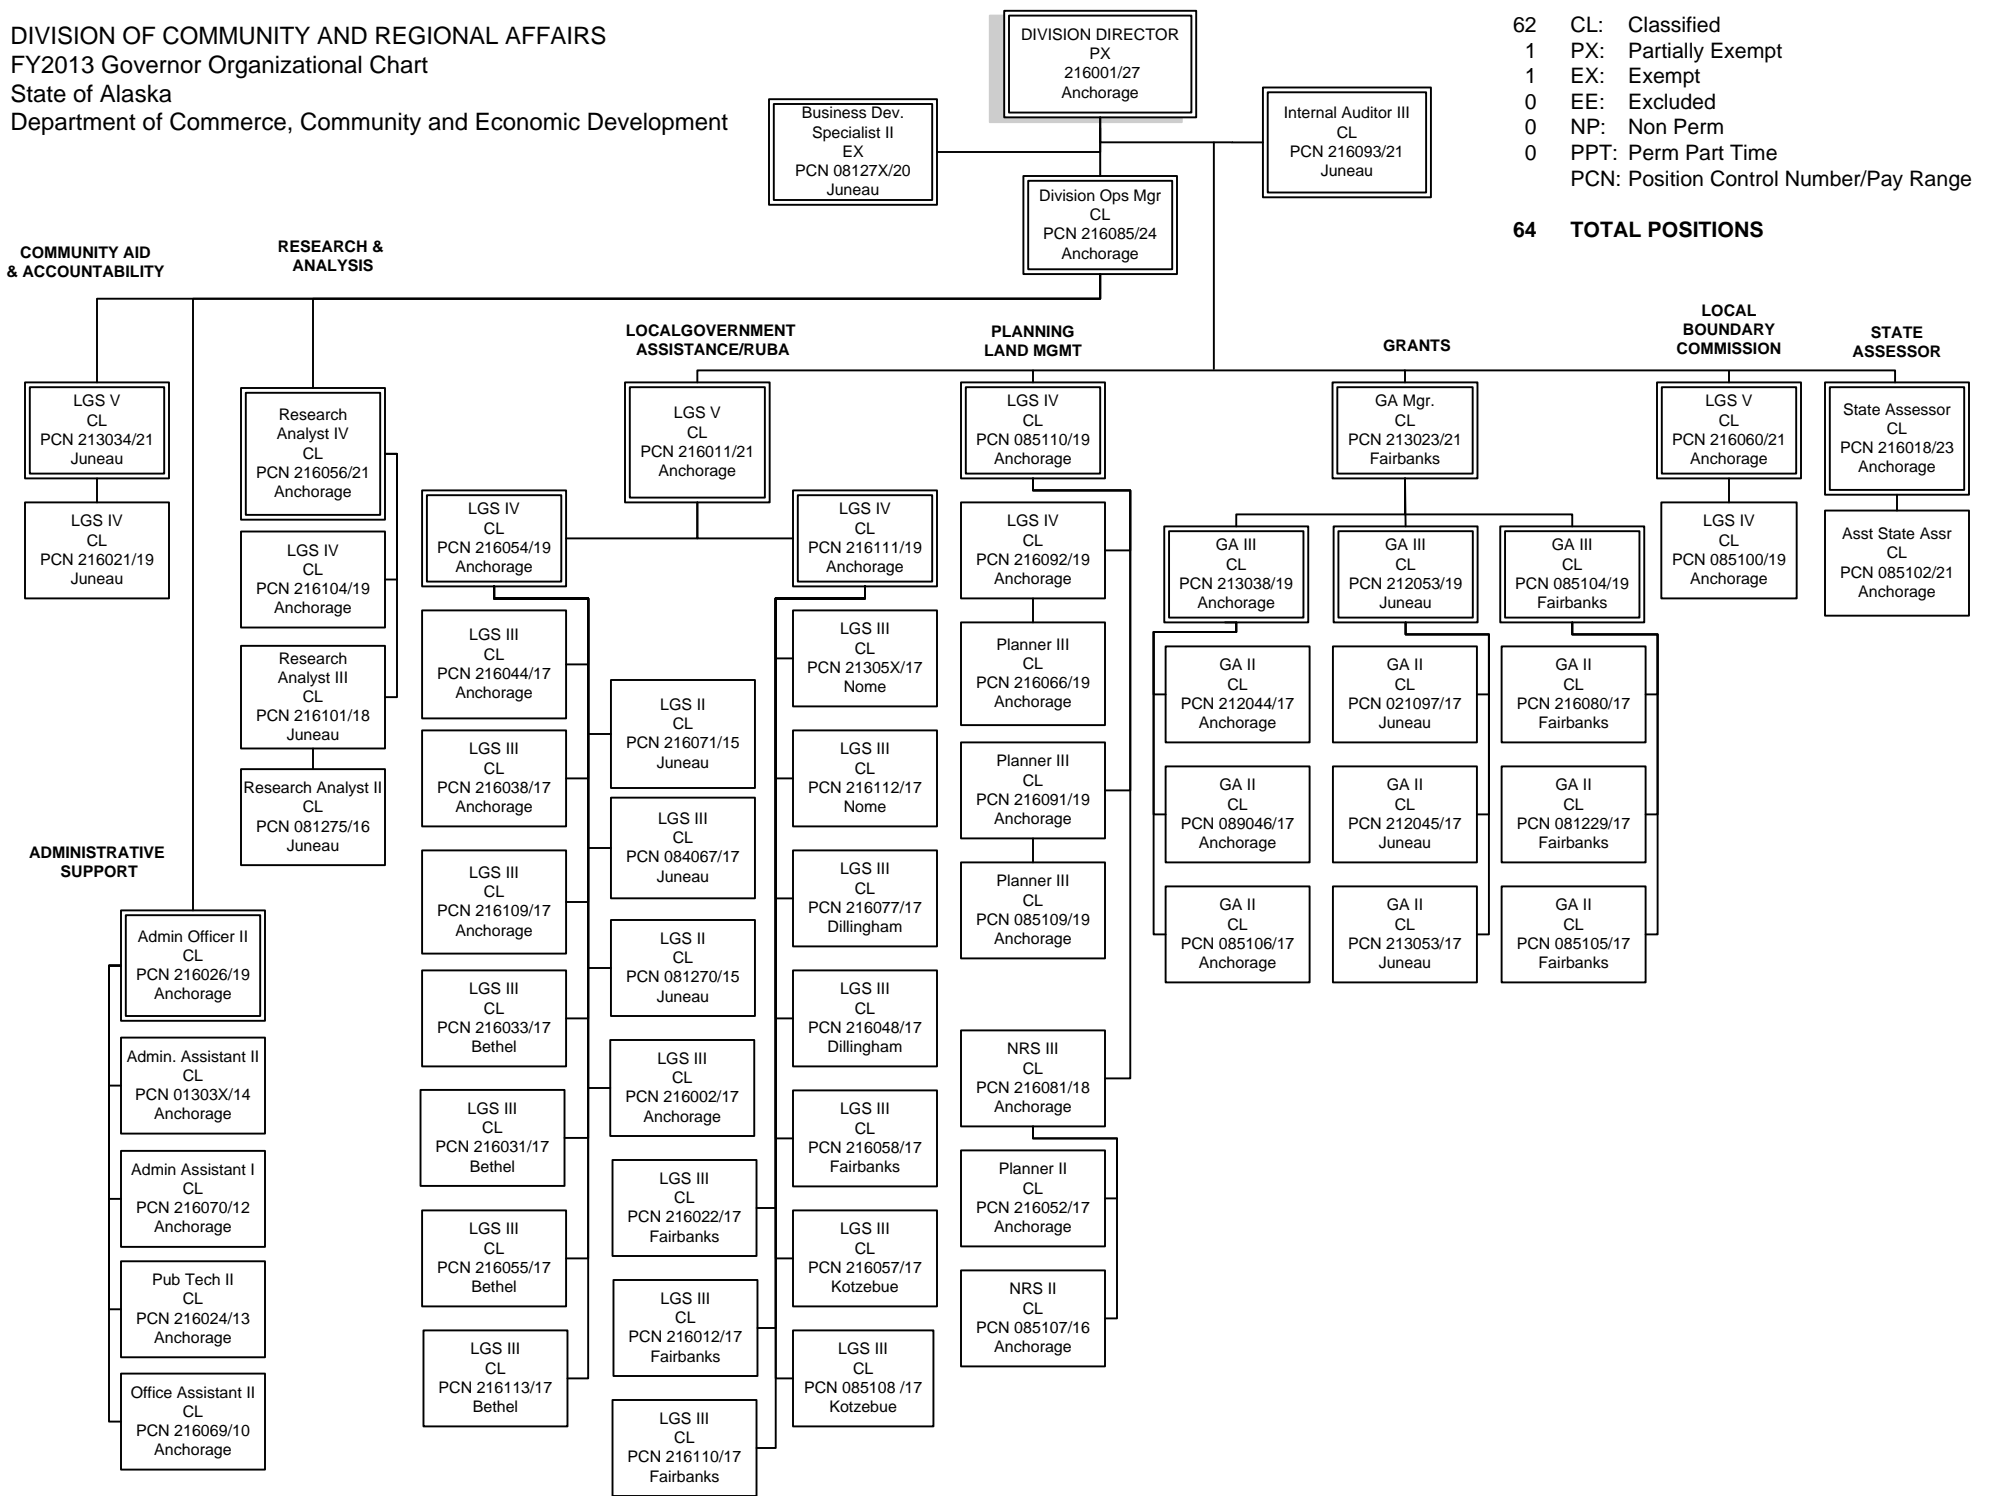 DIVISION OF COMMUNITY AND REGIONAL AFFAIRS
FY2013 Governor Organizational Chart
State of Alaska
Department of Commerce, Community and Economic Development
DIVISION DIRECTOR
PX
216001/27
Anchorage
Business Dev.
Specialist II
EX
PCN 08127X/20
Juneau
Internal Auditor III
CL
PCN 216093/21
Juneau
Division Ops Mgr
CL
PCN 216085/24
Anchorage
62 CL: Classified
1 PX: Partially Exempt
1 EX: Exempt
0 EE: Excluded
0 NP: Non Perm
0 PPT: Perm Part Time
PCN: Position Control Number/Pay Range
64 TOTAL POSITIONS
COMMUNITY AID
& ACCOUNTABILITY
LGS V
CL
PCN 213034/21
Juneau
LGS IV
CL
PCN 216021/19
Juneau
RESEARCH &
ANALYSIS
Research
Analyst IV
CL
PCN 216056/21
Anchorage
LGS IV
CL
PCN 216104/19
Anchorage
Research
Analyst III
CL
PCN 216101/18
Juneau
Research Analyst II
CL
PCN 081275/16
Juneau
ADMINISTRATIVE
SUPPORT
Admin Officer II
CL
PCN 216026/19
Anchorage
Admin. Assistant II
CL
PCN 01303X/14
Anchorage
Admin Assistant I
CL
PCN 216070/12
Anchorage
Pub Tech II
CL
PCN 216024/13
Anchorage
Office Assistant II
CL
PCN 216069/10
Anchorage
LOCALGOVERNMENT
ASSISTANCE/RUBA
LGS V
CL
PCN 216011/21
Anchorage
LGS IV
CL
PCN 216054/19
Anchorage
LGS III
CL
PCN 216044/17
Anchorage
LGS III
CL
PCN 216038/17
Anchorage
LGS III
CL
PCN 216109/17
Anchorage
LGS III
CL
PCN 216033/17
Bethel
LGS III
CL
PCN 216031/17
Bethel
LGS III
CL
PCN 216055/17
Bethel
LGS III
CL
PCN 216113/17
Bethel
LGS II
CL
PCN 216071/15
Juneau
LGS III
CL
PCN 084067/17
Juneau
LGS II
CL
PCN 081270/15
Juneau
LGS III
CL
PCN 216002/17
Anchorage
LGS III
CL
PCN 216022/17
Fairbanks
LGS III
CL
PCN 216012/17
Fairbanks
LGS III
CL
PCN 216110/17
Fairbanks
LGS IV
CL
PCN 216111/19
Anchorage
LGS III
CL
PCN 21305X/17
Nome
LGS III
CL
PCN 216112/17
Nome
LGS III
CL
PCN 216077/17
Dillingham
LGS III
CL
PCN 216048/17
Dillingham
LGS III
CL
PCN 216058/17
Fairbanks
LGS III
CL
PCN 216057/17
Kotzebue
LGS III
CL
PCN 085108 /17
Kotzebue
PLANNING
LAND MGMT
LGS IV
CL
PCN 085110/19
Anchorage
LGS IV
CL
PCN 216092/19
Anchorage
Planner III
CL
PCN 216066/19
Anchorage
Planner III
CL
PCN 216091/19
Anchorage
Planner III
CL
PCN 085109/19
Anchorage
NRS III
CL
PCN 216081/18
Anchorage
Planner II
CL
PCN 216052/17
Anchorage
NRS II
CL
PCN 085107/16
Anchorage
GRANTS
GA Mgr.
CL
PCN 213023/21
Fairbanks
GA III
CL
PCN 213038/19
Anchorage
GA II
CL
PCN 212044/17
Anchorage
GA II
CL
PCN 089046/17
Anchorage
GA II
CL
PCN 085106/17
Anchorage
GA III
CL
PCN 212053/19
Juneau
GA II
CL
PCN 021097/17
Juneau
GA II
CL
PCN 212045/17
Juneau
GA II
CL
PCN 213053/17
Juneau
GA III
CL
PCN 085104/19
Fairbanks
GA II
CL
PCN 216080/17
Fairbanks
GA II
CL
PCN 081229/17
Fairbanks
GA II
CL
PCN 085105/17
Fairbanks
LOCAL
BOUNDARY
COMMISSION
LGS V
CL
PCN 216060/21
Anchorage
LGS IV
CL
PCN 085100/19
Anchorage
STATE
ASSESSOR
State Assessor
CL
PCN 216018/23
Anchorage
Asst State Assr
CL
PCN 085102/21
Anchorage